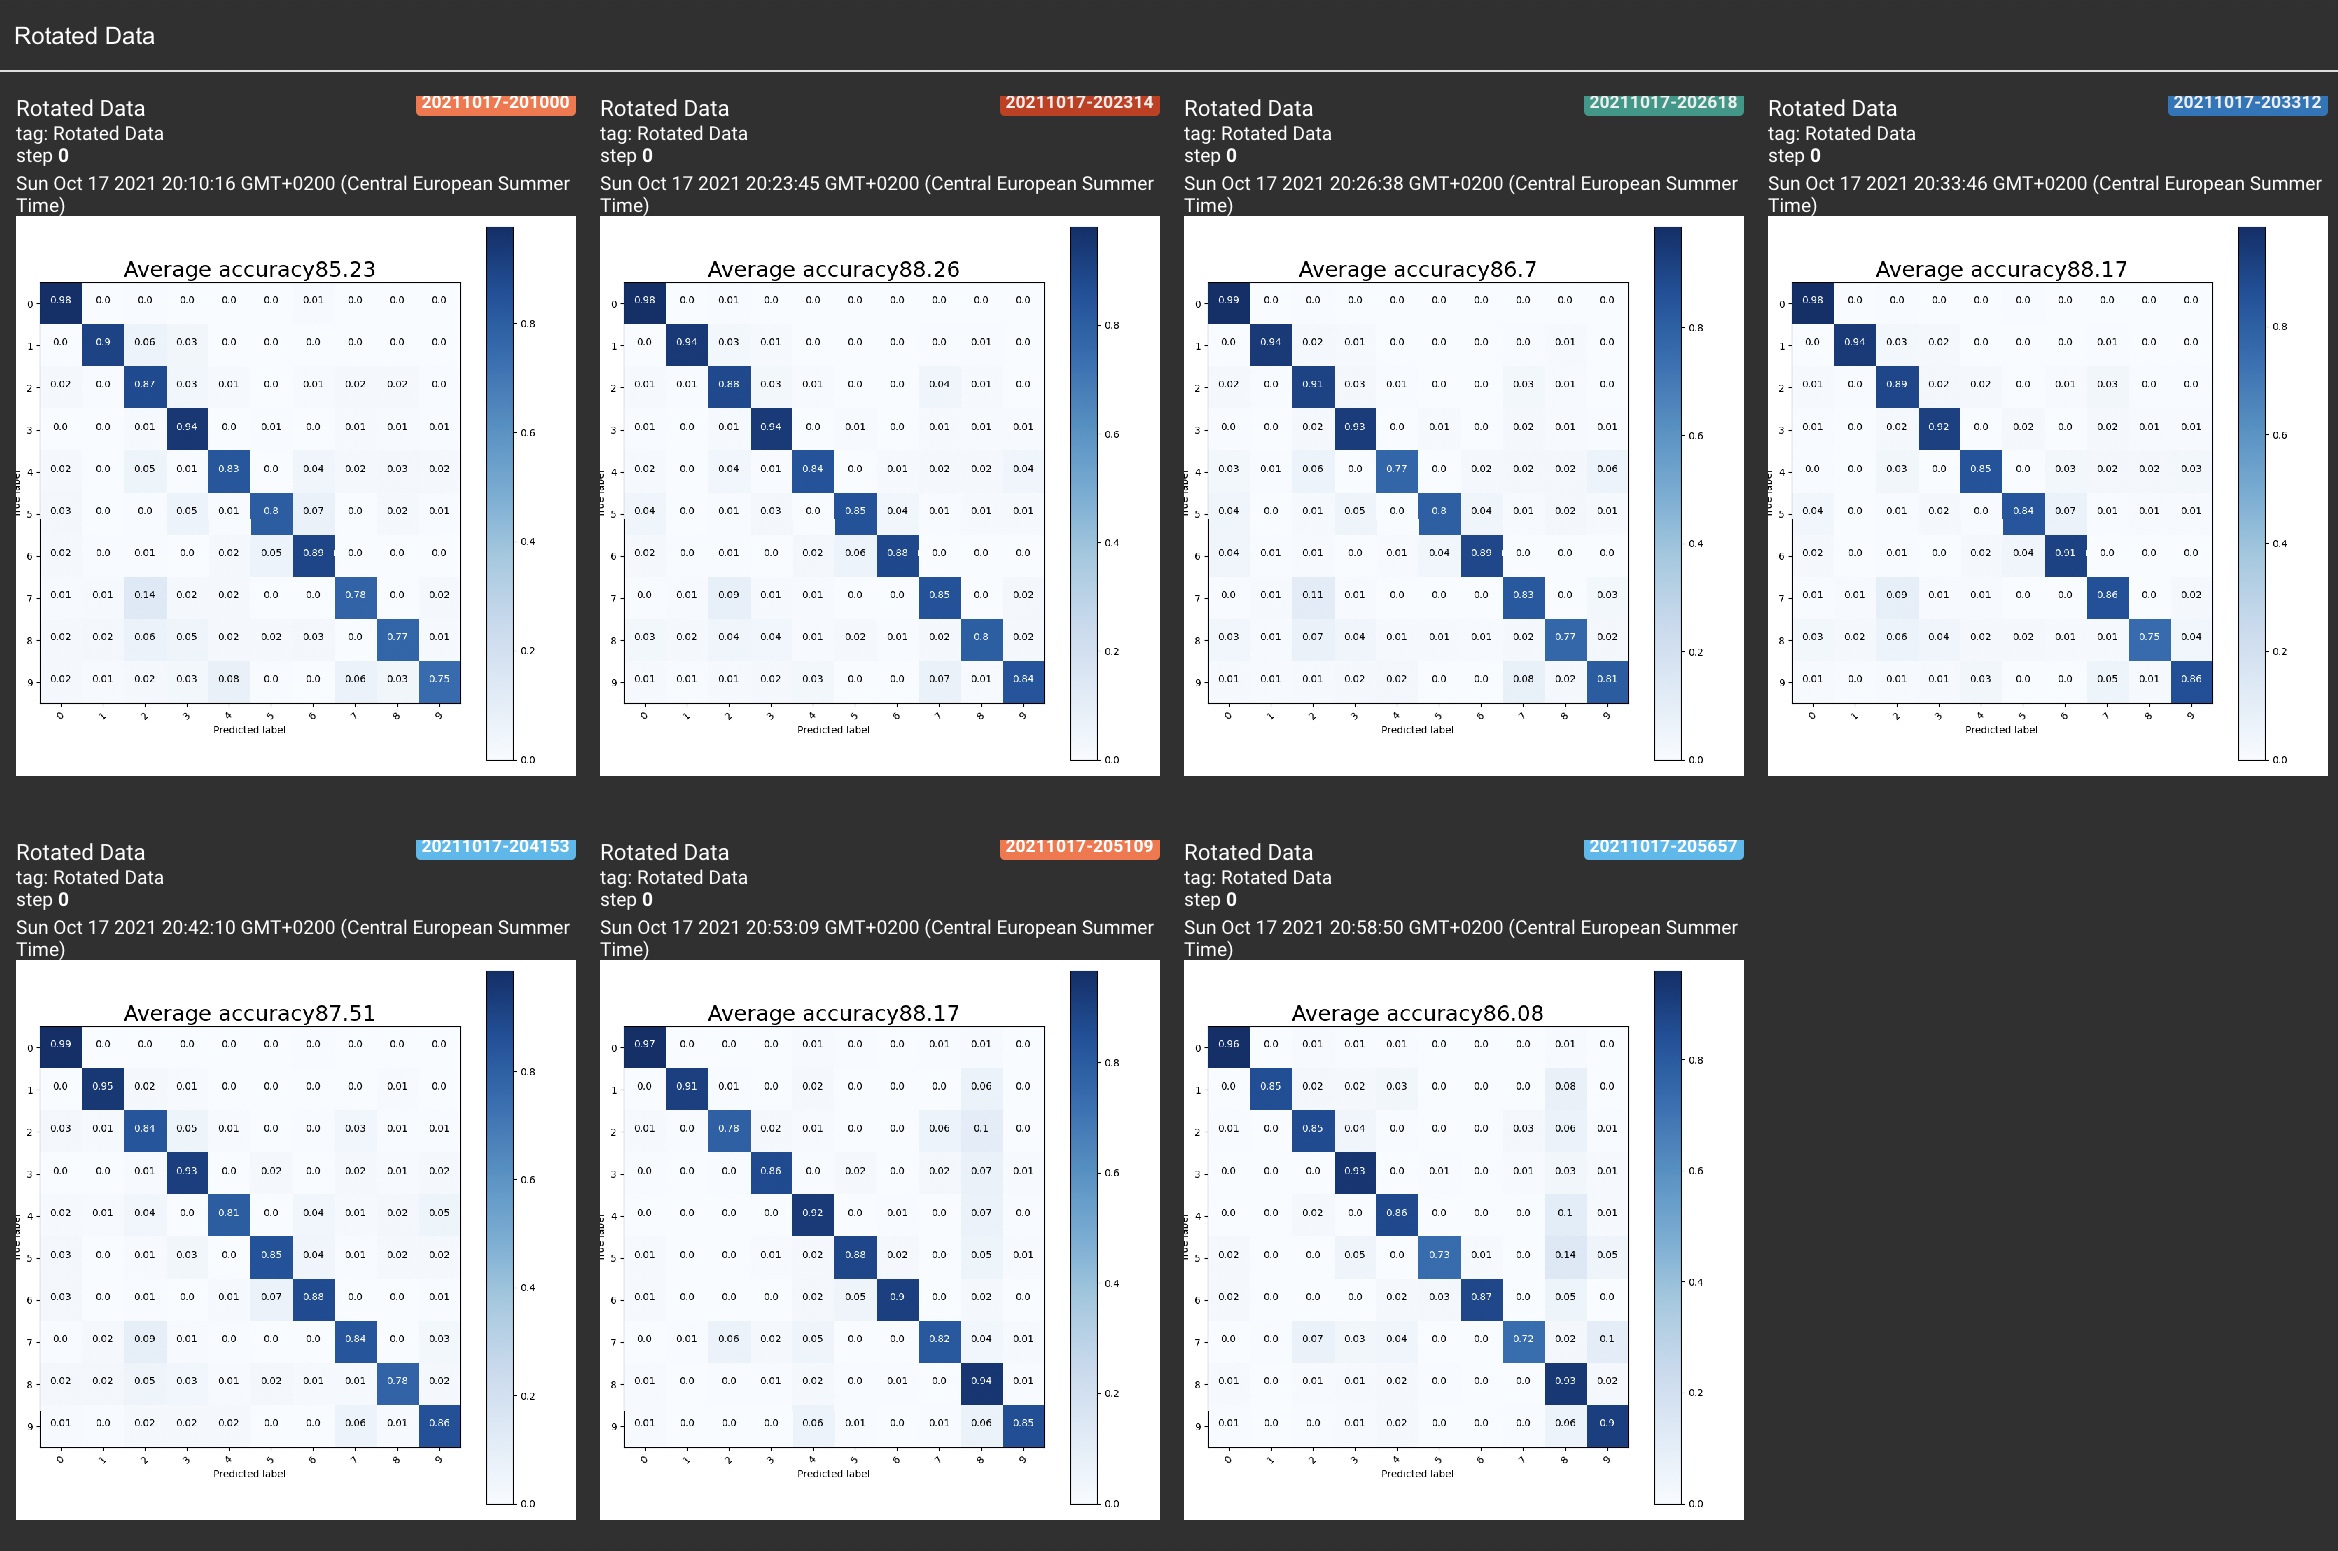 Rotated Data
Rotated Data
20211017-201000
tag: Rotated Data
step 0
Sun Oct 17 2021 20:10:16 GMT+0200 (Central European Summer
Time)
Average accuracy85.23
0 0.98 0.0 0.0 0.0 0.0 0.0 0.01 0.0 0.0 0.0
1 0.0 0.9 0.06 0.03 0.0 0.0 0.0 0.0 0.0 0.0
2 0.02 0.0 0.87 0.03 0.01 0.0 0.01 0.02 0.02 0.0
3 0.0 0.0 0.01 0.94 0.0 0.01 0.0 0.01 0.01 0.01
4 0.02 0.0 0.05 0.01 0.83 0.0 0.04 0.02 0.03 0.02
5 0.03 0.0 0.0 0.05 0.01 0.8 0.07 0.0 0.02 0.01
6 0.02 0.0 0.01 0.0 0.02 0.05 0.89 0.0 0.0 0.0
7 0.01 0.01 0.14 0.02 0.02 0.0 0.0 0.78 0.0 0.02
8 0.02 0.02 0.06 0.05 0.02 0.02 0.03 0.0 0.77 0.01
9 0.02 0.01 0.02 0.03 0.08 0.0 0.0 0.06 0.03 0.75
0 1 2 3 4 5 6 7 8 9
Predicted label
0.8
0.6
0.4
0.2
0.0
Rotated Data
20211017-202314
tag: Rotated Data
step 0
Sun Oct 17 2021 20:23:45 GMT+0200 (Central European Summer
Time)
Average accuracy88.26
0 0.98 0.0 0.01 0.0 0.0 0.0 0.0 0.0 0.0 0.0
1 0.0 0.94 0.03 0.01 0.0 0.0 0.0 0.0 0.01 0.0
2 0.01 0.01 0.88 0.03 0.01 0.0 0.0 0.04 0.01 0.0
3 0.01 0.0 0.01 0.94 0.0 0.01 0.0 0.01 0.01 0.01
4 0.02 0.0 0.04 0.01 0.84 0.0 0.01 0.02 0.02 0.04
5 0.04 0.0 0.01 0.03 0.0 0.85 0.04 0.01 0.01 0.01
6 0.02 0.0 0.01 0.0 0.02 0.06 0.88 0.0 0.0 0.0
7 0.0 0.01 0.09 0.01 0.01 0.0 0.0 0.85 0.0 0.02
8 0.03 0.02 0.04 0.04 0.01 0.02 0.01 0.02 0.8 0.02
9 0.01 0.01 0.01 0.02 0.03 0.0 0.0 0.07 0.01 0.84
0 1 2 3 4 5 6 7 8 9
Predicted label
0.8
0.6
0.4
0.2
0.0
Rotated Data
20211017-202618
tag: Rotated Data
step 0
Sun Oct 17 2021 20:26:38 GMT+0200 (Central European Summer
Time)
Average accuracy86.7
0 0.99 0.0 0.0 0.0 0.0 0.0 0.0 0.0 0.0 0.0
1 0.0 0.94 0.02 0.01 0.0 0.0 0.0 0.0 0.01 0.0
2 0.02 0.0 0.91 0.03 0.01 0.0 0.0 0.03 0.01 0.0
3 0.0 0.0 0.02 0.93 0.0 0.01 0.0 0.02 0.01 0.01
4 0.03 0.01 0.06 0.0 0.77 0.0 0.02 0.02 0.02 0.06
5 0.04 0.0 0.01 0.05 0.0 0.8 0.04 0.01 0.02 0.01
6 0.04 0.01 0.01 0.0 0.01 0.04 0.89 0.0 0.0 0.0
7 0.0 0.01 0.11 0.01 0.0 0.0 0.0 0.83 0.0 0.03
8 0.03 0.01 0.07 0.04 0.01 0.01 0.01 0.02 0.77 0.02
9 0.01 0.01 0.01 0.02 0.02 0.0 0.0 0.08 0.02 0.81
0 1 2 3 4 5 6 7 8 9
Predicted label
0.8
0.6
0.4
0.2
0.0
Rotated Data
20211017-203312
tag: Rotated Data
step 0
Sun Oct 17 2021 20:33:46 GMT+0200 (Central European Summer
Time)
Average accuracy88.17
0 0.98 0.0 0.0 0.0 0.0 0.0 0.0 0.0 0.0 0.0
1 0.0 0.94 0.03 0.02 0.0 0.0 0.0 0.01 0.0 0.0
2 0.01 0.0 0.89 0.02 0.02 0.0 0.01 0.03 0.0 0.0
3 0.01 0.0 0.02 0.92 0.0 0.02 0.0 0.02 0.01 0.01
4 0.0 0.0 0.03 0.0 0.85 0.0 0.03 0.02 0.02 0.03
5 0.04 0.0 0.01 0.02 0.0 0.84 0.07 0.01 0.01 0.01
6 0.02 0.0 0.01 0.0 0.02 0.04 0.91 0.0 0.0 0.0
7 0.01 0.01 0.09 0.01 0.01 0.0 0.0 0.86 0.0 0.02
8 0.03 0.02 0.06 0.04 0.02 0.02 0.01 0.01 0.75 0.04
9 0.01 0.0 0.01 0.01 0.03 0.0 0.0 0.05 0.01 0.86
0 1 2 3 4 5 6 7 8 9
Predicted label
0.8
0.6
0.4
0.2
0.0
Rotated Data
20211017-204153
tag: Rotated Data
step 0
Sun Oct 17 2021 20:42:10 GMT+0200 (Central European Summer
Time)
Average accuracy87.51
0 0.99 0.0 0.0 0.0 0.0 0.0 0.0 0.0 0.0 0.0
1 0.0 0.95 0.02 0.01 0.0 0.0 0.0 0.0 0.01 0.0
2 0.03 0.01 0.84 0.05 0.01 0.0 0.0 0.03 0.01 0.01
3 0.0 0.0 0.01 0.93 0.0 0.02 0.0 0.02 0.01 0.02
4 0.02 0.01 0.04 0.0 0.81 0.0 0.04 0.01 0.02 0.05
5 0.03 0.0 0.01 0.03 0.0 0.85 0.04 0.01 0.02 0.02
6 0.03 0.0 0.01 0.0 0.01 0.07 0.88 0.0 0.0 0.01
7 0.0 0.02 0.09 0.01 0.0 0.0 0.0 0.84 0.0 0.03
8 0.02 0.02 0.05 0.03 0.01 0.02 0.01 0.01 0.78 0.02
9 0.01 0.0 0.02 0.02 0.02 0.0 0.0 0.06 0.91 0.86
0 1 2 3 4 5 6 7 8 9
Predicted label
0.8
0.6
0.4
0.2
0.0
Rotated Data
20211017-205109
tag: Rotated Data
step 0
Sun Oct 17 2021 20:53:09 GMT+0200 (Central European Summer
Time)
Average accuracy88.17
0 0.97 0.0 0.0 0.0 0.01 0.0 0.0 0.01 0.01 0.0
1 0.0 0.91 0.01 0.0 0.02 0.0 0.0 0.0 0.06 0.0
2 0.01 0.0 0.78 0.02 0.01 0.0 0.0 0.06 0.1 0.0
3 0.0 0.0 0.0 0.86 0.0 0.02 0.0 0.02 0.07 0.01
4 0.0 0.0 0.0 0.0 0.92 0.0 0.01 0.0 0.07 0.0
5 0.01 0.0 0.0 0.01 0.02 0.88 0.02 0.0 0.05 0.01
6 0.01 0.0 0.0 0.0 0.02 0.05 0.9 0.0 0.02 0.0
7 0.0 0.01 0.06 0.02 0.05 0.0 0.0 0.82 0.04 0.01
8 0.01 0.0 0.0 0.01 0.02 0.0 0.01 0.0 0.94 0.01
9 0.01 0.0 0.0 0.0 0.06 0.01 0.0 0.01 0.96 0.85
0 1 2 3 4 5 6 7 8 9
Predicted label
0.8
0.6
0.4
0.2
0.0
Rotated Data
20211017-205657
tag: Rotated Data
step 0
Sun Oct 17 2021 20:58:50 GMT+0200 (Central European Summer
Time)
Average accuracy86.08
0 0.96 0.0 0.01 0.01 0.01 0.0 0.0 0.0 0.01 0.0
1 0.0 0.85 0.02 0.02 0.03 0.0 0.0 0.0 0.08 0.0
2 0.01 0.0 0.85 0.04 0.0 0.0 0.0 0.03 0.06 0.01
3 0.0 0.0 0.0 0.93 0.0 0.01 0.0 0.01 0.03 0.01
4 0.0 0.0 0.02 0.0 0.86 0.0 0.0 0.0 0.1 0.01
5 0.02 0.0 0.0 0.05 0.0 0.73 0.01 0.0 0.14 0.05
6 0.02 0.0 0.0 0.0 0.02 0.03 0.87 0.0 0.05 0.0
7 0.0 0.0 0.07 0.03 0.04 0.0 0.0 0.72 0.02 0.1
8 0.01 0.0 0.01 0.01 0.02 0.0 0.0 0.0 0.93 0.02
9 0.01 0.0 0.0 0.01 0.02 0.0 0.0 0.0 0.96 0.9
0 1 2 3 4 5 6 7 8 9
Predicted label
0.8
0.6
0.4
0.2
0.0